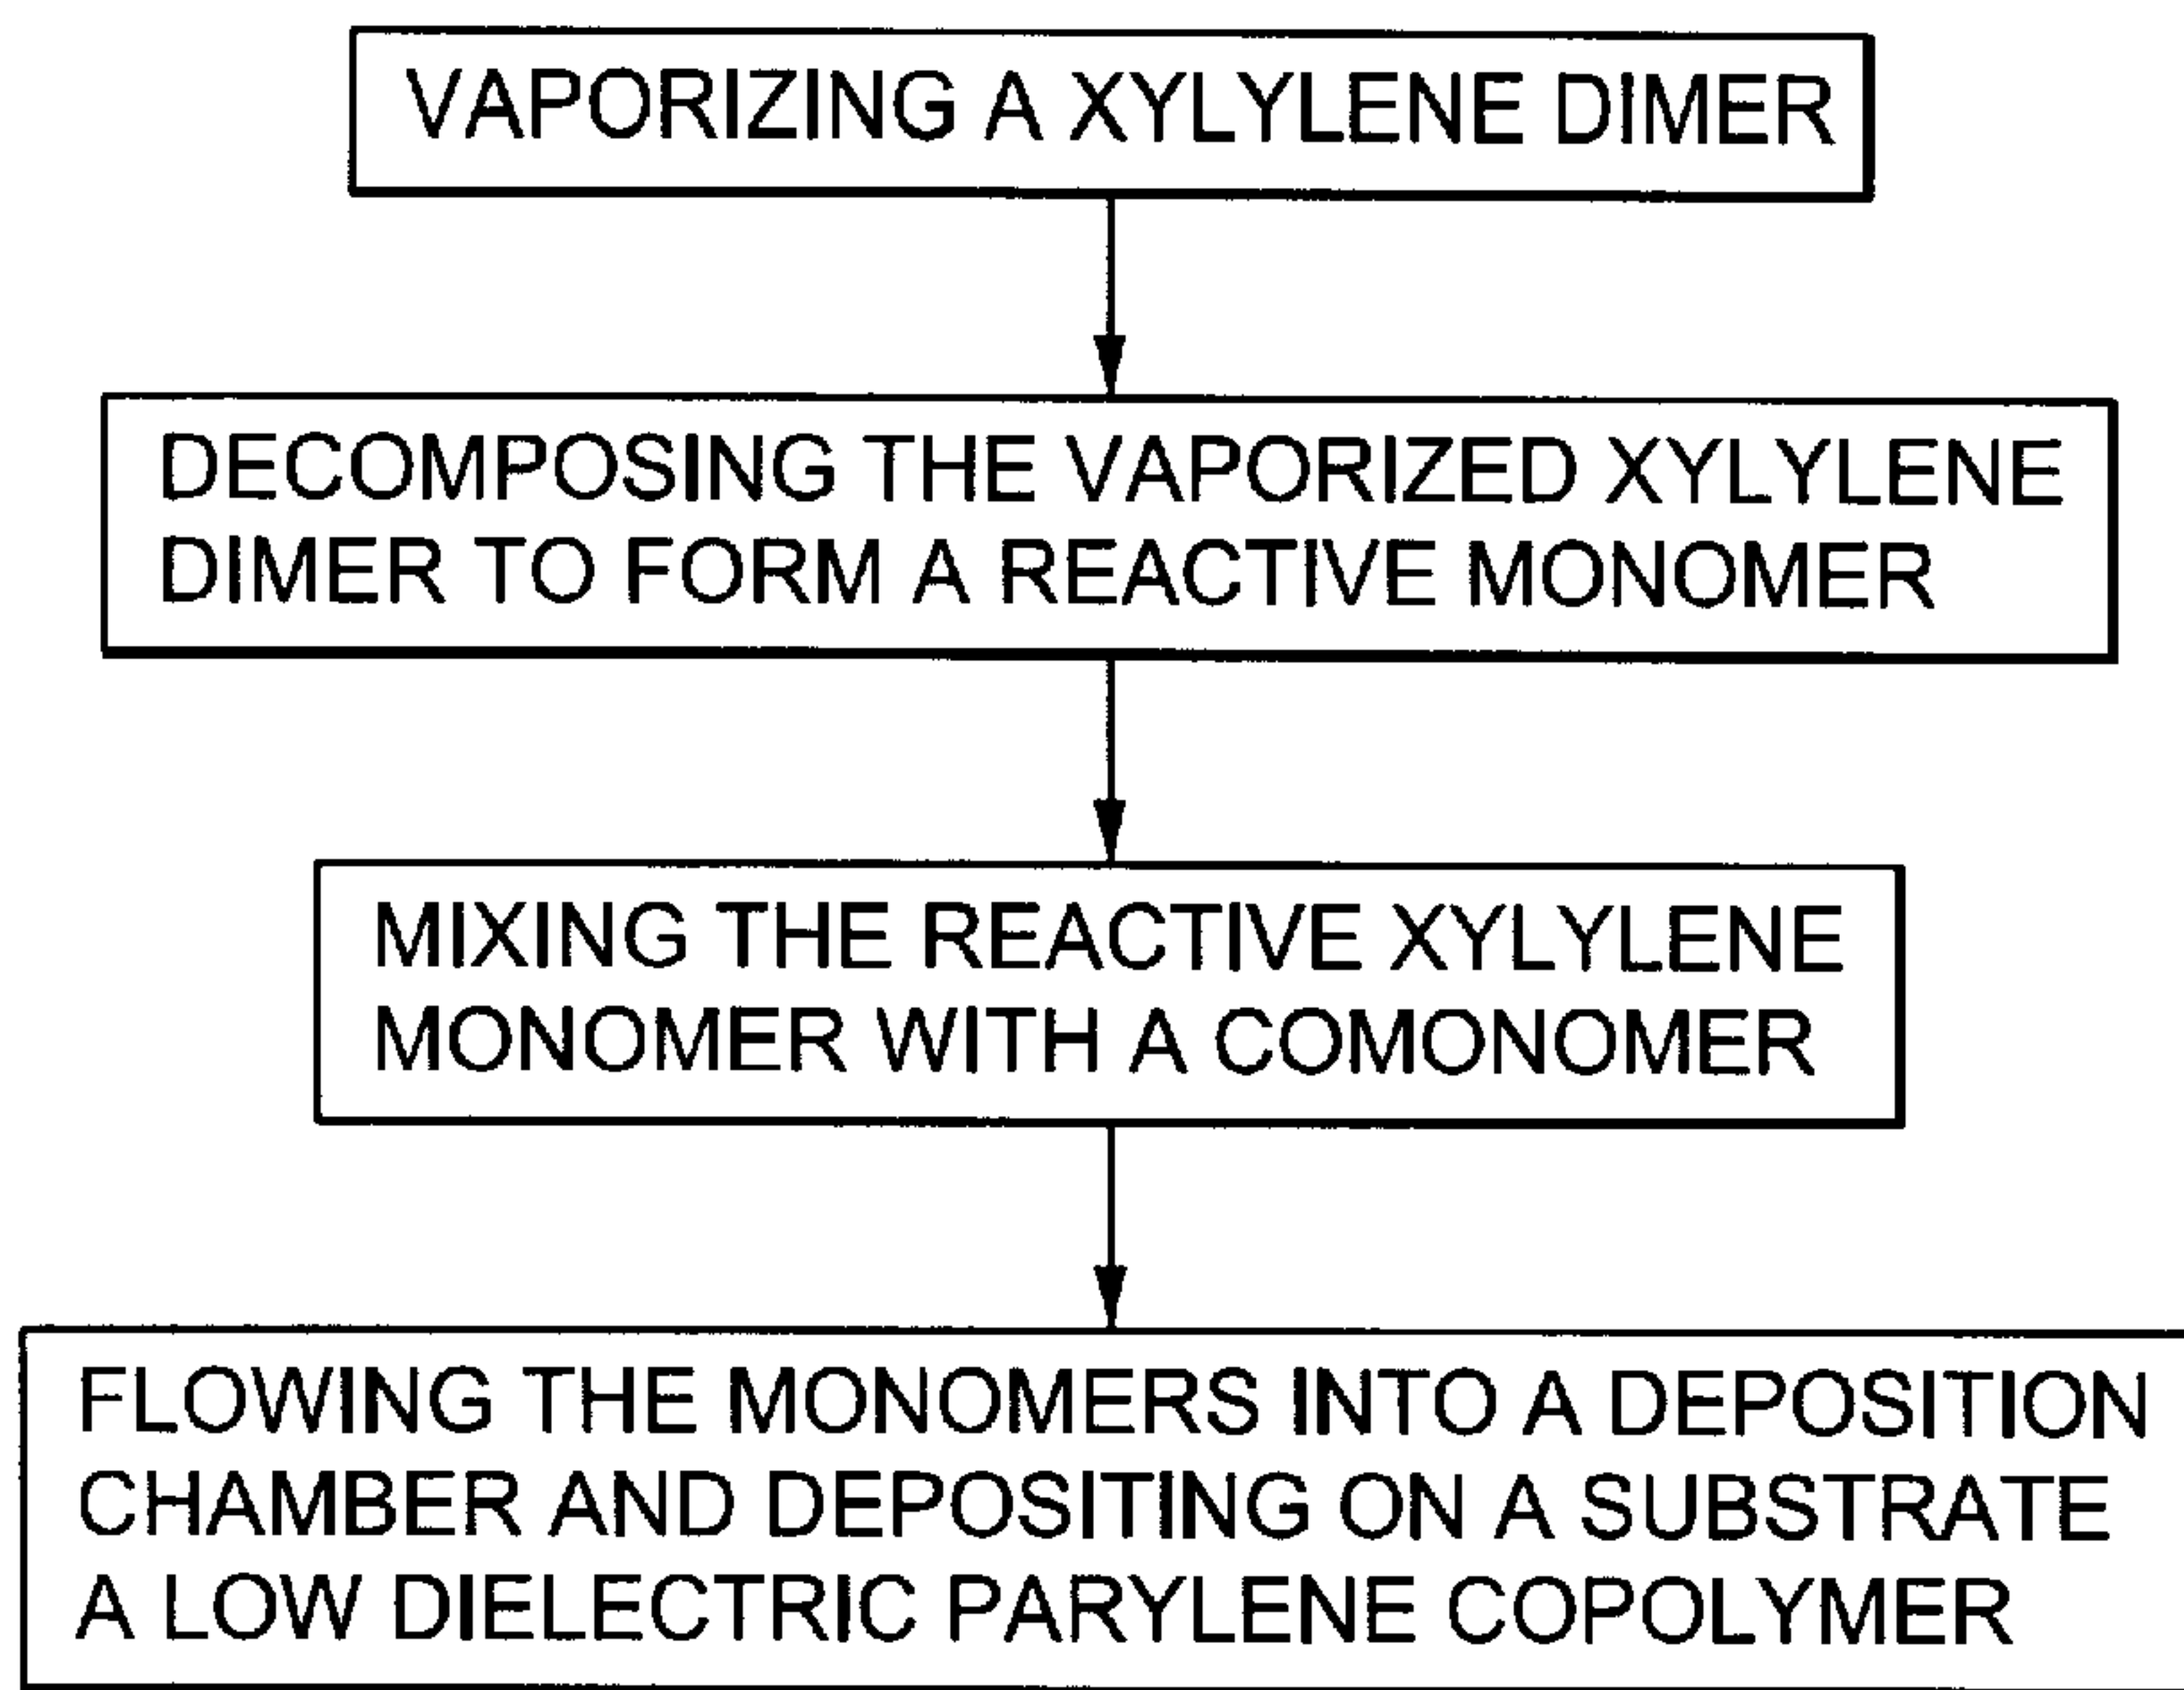 VAPORIZING A XYLYLENE DIMER
DECOMPOSING THE VAPORIZED XYLYLENE
DIMER TO FORM A REACTIVE MONOMER
MIXING THE REACTIVE XYLYLENE
MONOMER WITH A COMONOMER
FLOWING THE MONOMERS INTO A DEPOSITION
CHAMBER AND DEPOSITING ON A SUBSTRATE
A LOW DIELECTRIC PARYLENE COPOLYMER